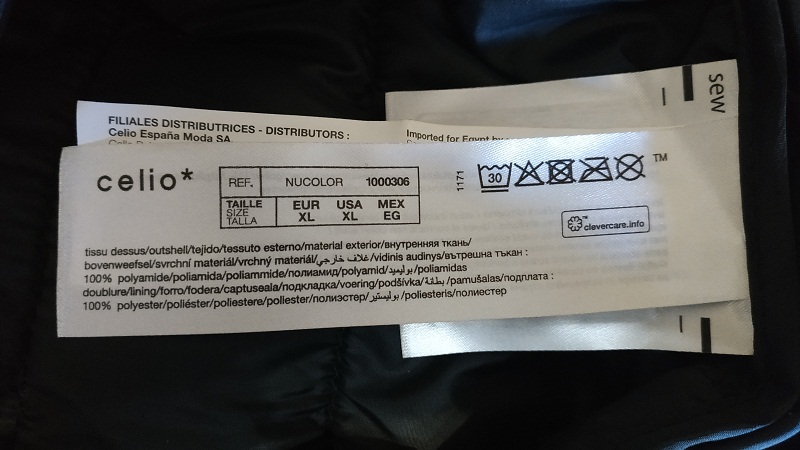 FILIALES DISTRIBUTRICES - DISTRIBUTORS :
Celio España Moda SA.
Imported for Egypt by
sew
celio*
REF. NUCOLOR 1000306
TAILLE SIZE TALLA
EUR USA MEX
XL XL EG
1171
30
TM
clevercare.info
tissu dessus/outshell/tejido/tessuto esterno/material exterior/внутренняя ткань/
bovenweefsel/svrchní materiál/vrchný materiál/غلاف خارجي/vidinis audinys/вътрешна тъкан :
100% polyamide/poliamida/poliammide/полиамид/polyamid/بوليميد/poliamidas
doublure/lining/forro/fodera/captuseala/подкладка/voering/podšívka/بطانة/pamušalas/подплата :
100% polyester/poliéster/poliestere/poliester/полиэстер/بوليستير/poliesteris/полиестер